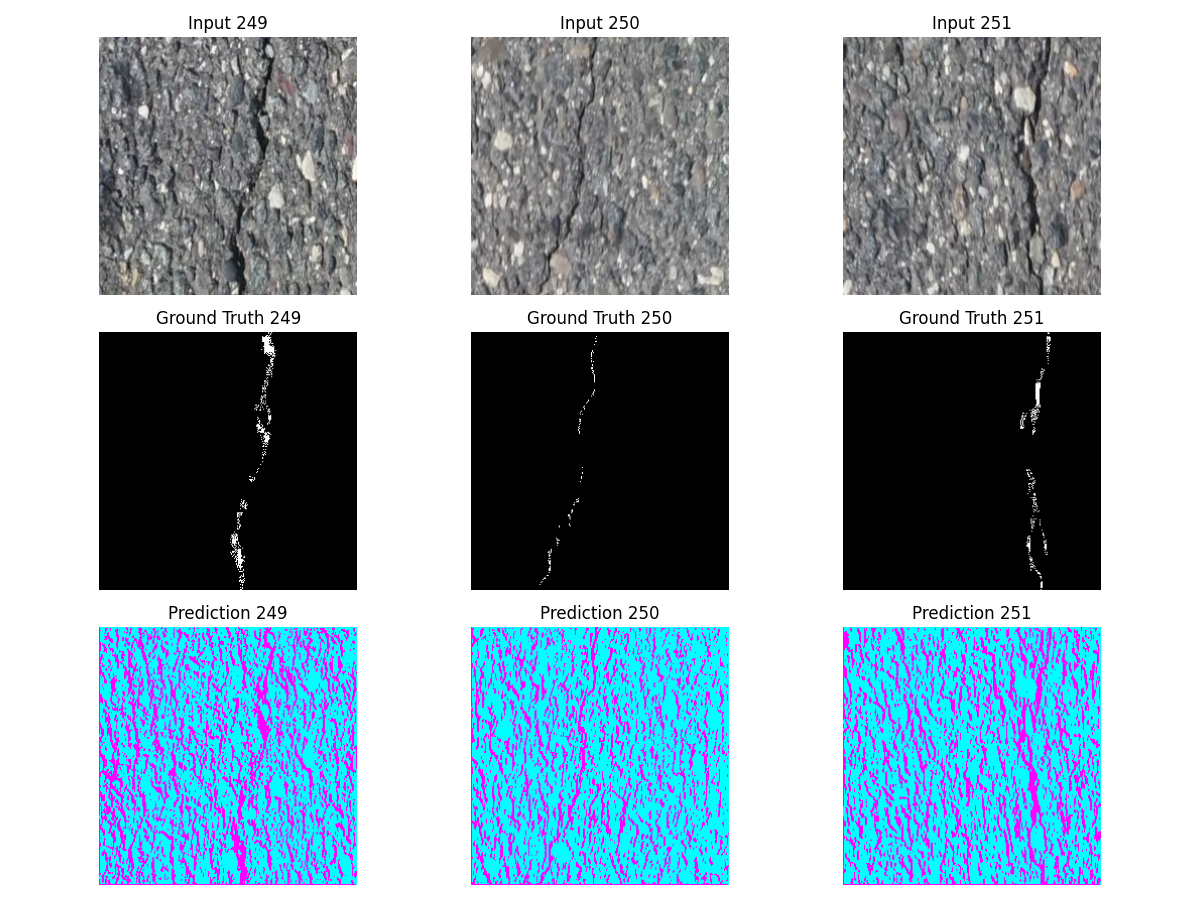 Input 249
Input 250
Input 251
Ground Truth 249
Ground Truth 250
Ground Truth 251
Prediction 249
Prediction 250
Prediction 251